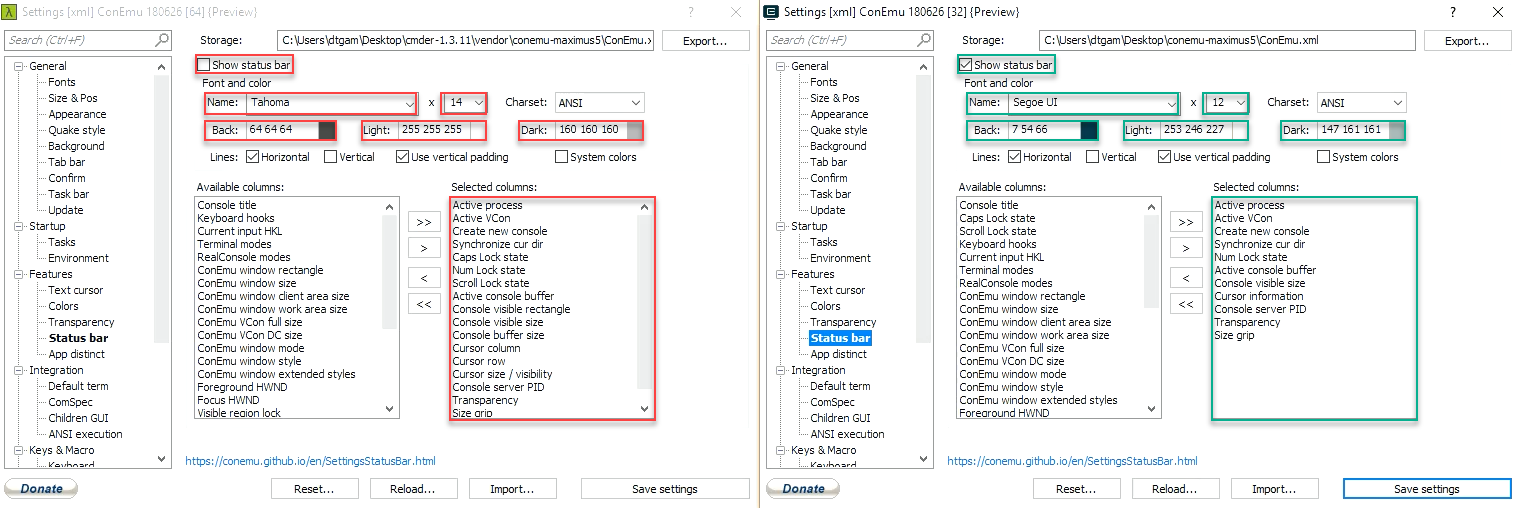 Settings [xml] ConEmu 180626 [64] {Preview}
Search (Ctrl+F)
Storage:
C:\Users\dtgam\Desktop\cmder-1.3.11\vendor\conemu-maximus5\ConEmu.x
Export...
General
Fonts
Size & Pos
Appearance
Quake style
Background
Tab bar
Confirm
Task bar
Update
Startup
Tasks
Environment
Features
Text cursor
Colors
Transparency
Status bar
App distinct
Integration
Default term
ComSpec
Children GUI
ANSI execution
Keys & Macro
Keyboard
Show status bar
Font and color
Name: Tahoma x 14 Charset: ANSI
Back: 64 64 64 Light: 255 255 255 Dark: 160 160 160
Lines: Horizontal Vertical Use vertical padding System colors
Available columns:
Console title
Keyboard hooks
Current input HKL
Terminal modes
RealConsole modes
ConEmu window rectangle
ConEmu window size
ConEmu window client area size
ConEmu window work area size
ConEmu VCon full size
ConEmu VCon DC size
ConEmu window mode
ConEmu window style
ConEmu window extended styles
Foreground HWND
Focus HWND
Visible region lock
>>
>
<
<<
Selected columns:
Active process
Active VCon
Create new console
Synchronize cur dir
Caps Lock state
Num Lock state
Scroll Lock state
Active console buffer
Console visible rectangle
Console visible size
Console buffer size
Cursor column
Cursor row
Cursor size / visibility
Console server PID
Transparency
Size grip
https://conemu.github.io/en/SettingsStatusBar.html
Donate
Reset...
Reload...
Import...
Save settings
Settings [xml] ConEmu 180626 [32] {Preview}
Search (Ctrl+F)
Storage:
C:\Users\dtgam\Desktop\conemu-maximus5\ConEmu.xml
Export...
General
Fonts
Size & Pos
Appearance
Quake style
Background
Tab bar
Confirm
Task bar
Update
Startup
Tasks
Environment
Features
Text cursor
Colors
Transparency
Status bar
App distinct
Integration
Default term
ComSpec
Children GUI
ANSI execution
Keys & Macro
Keyboard
Show status bar
Font and color
Name: Segoe UI x 12 Charset: ANSI
Back: 7 54 66 Light: 253 246 227 Dark: 147 161 161
Lines: Horizontal Vertical Use vertical padding System colors
Available columns:
Console title
Caps Lock state
Scroll Lock state
Keyboard hooks
Current input HKL
Terminal modes
RealConsole modes
ConEmu window rectangle
ConEmu window size
ConEmu window client area size
ConEmu window work area size
ConEmu VCon full size
ConEmu VCon DC size
ConEmu window mode
ConEmu window style
ConEmu window extended styles
Foreground HWND
>>
>
<
<<
Selected columns:
Active process
Active VCon
Create new console
Synchronize cur dir
Num Lock state
Active console buffer
Console visible size
Cursor information
Console server PID
Transparency
Size grip
https://conemu.github.io/en/SettingsStatusBar.html
Donate
Reset...
Reload...
Import...
Save settings